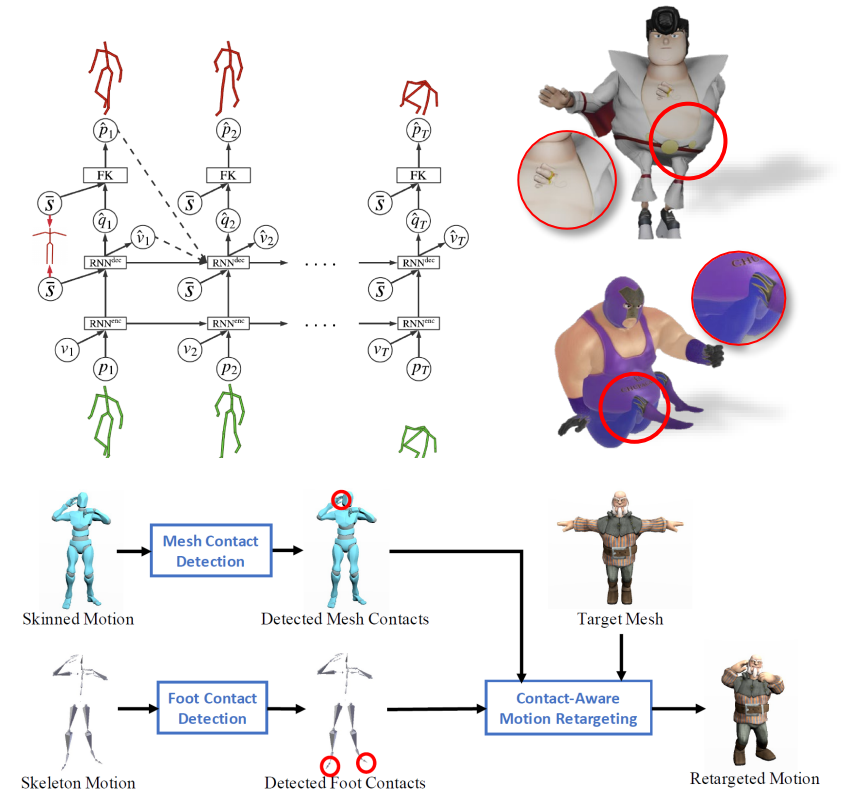 p̂₁ p̂₂ p̂T
FK FK FK
s̄ s̄ s̄
q̂₁ q̂₂ q̂T
v̂₁ v̂₂ v̂T
RNNᵈᵉᶜ RNNᵈᵉᶜ . . . . RNNᵈᵉᶜ
s̄ s̄ s̄
RNNᵉⁿᶜ RNNᵉⁿᶜ . . . . RNNᵉⁿᶜ
v₁ v₂ vT
p₁ p₂ pT
Mesh Contact
Detection
Skinned Motion
Detected Mesh Contacts
Target Mesh
Foot Contact
Detection
Contact-Aware
Motion Retargeting
Skeleton Motion
Detected Foot Contacts
Retargeted Motion